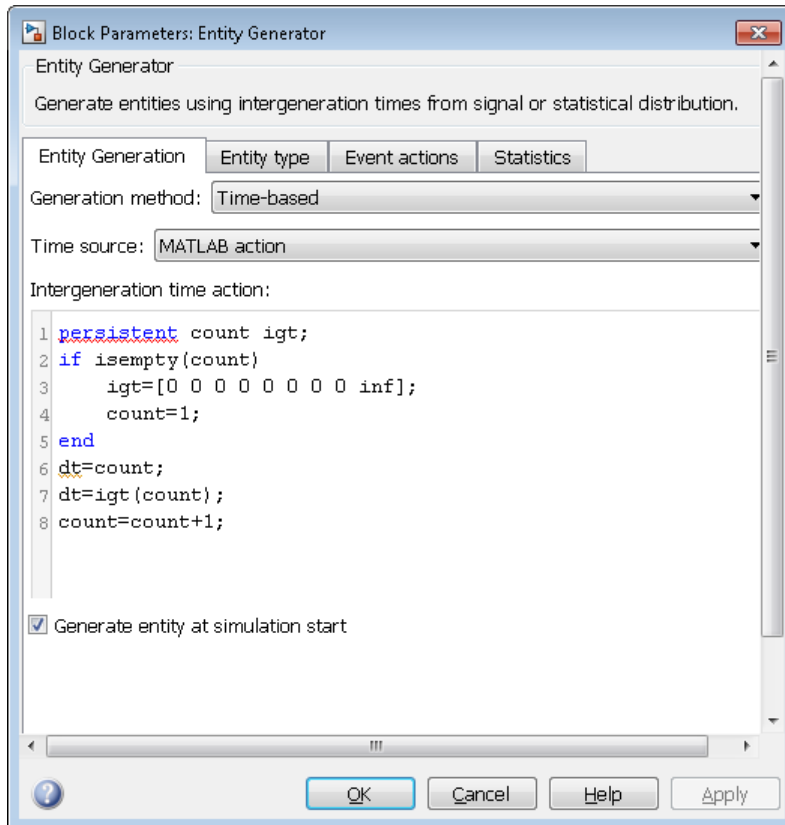 Block Parameters: Entity Generator
Entity Generator
Generate entities using intergeneration times from signal or statistical distribution.
Entity Generation Entity type Event actions Statistics
Generation method: Time-based
Time source: MATLAB action
Intergeneration time action:
1 persistent count igt;
2 if isempty(count)
3 igt=[0 0 0 0 0 0 0 0 inf];
4 count=1;
5 end
6 dt=count;
7 dt=igt(count);
8 count=count+1;
Generate entity at simulation start
OK Cancel Help Apply